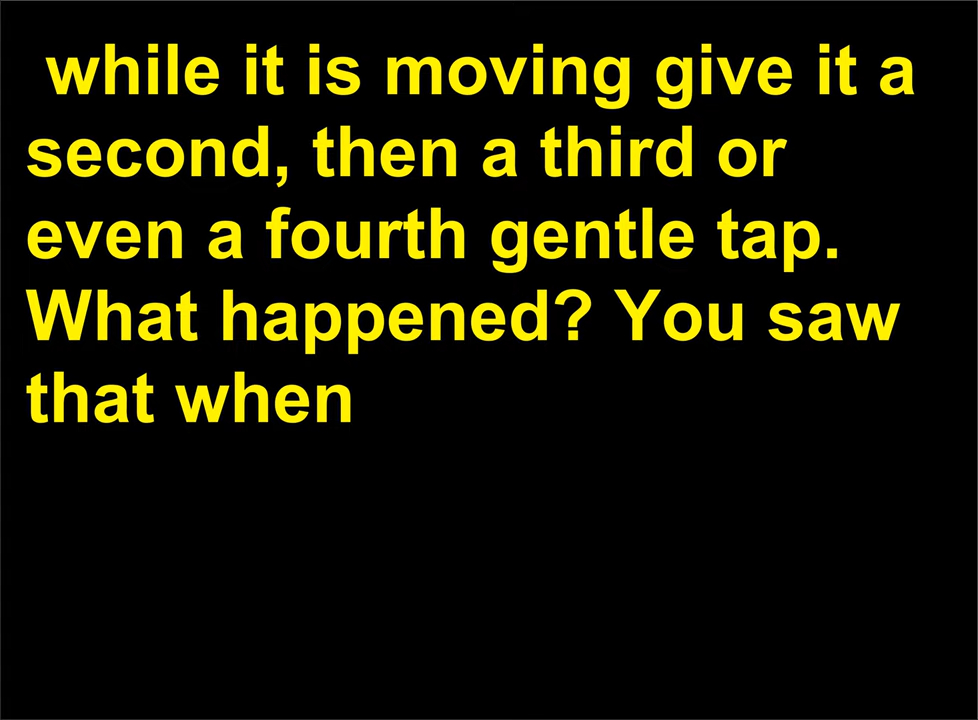 while it is moving give it a
second, then a third or
even a fourth gentle tap.
What happened? You saw
that when